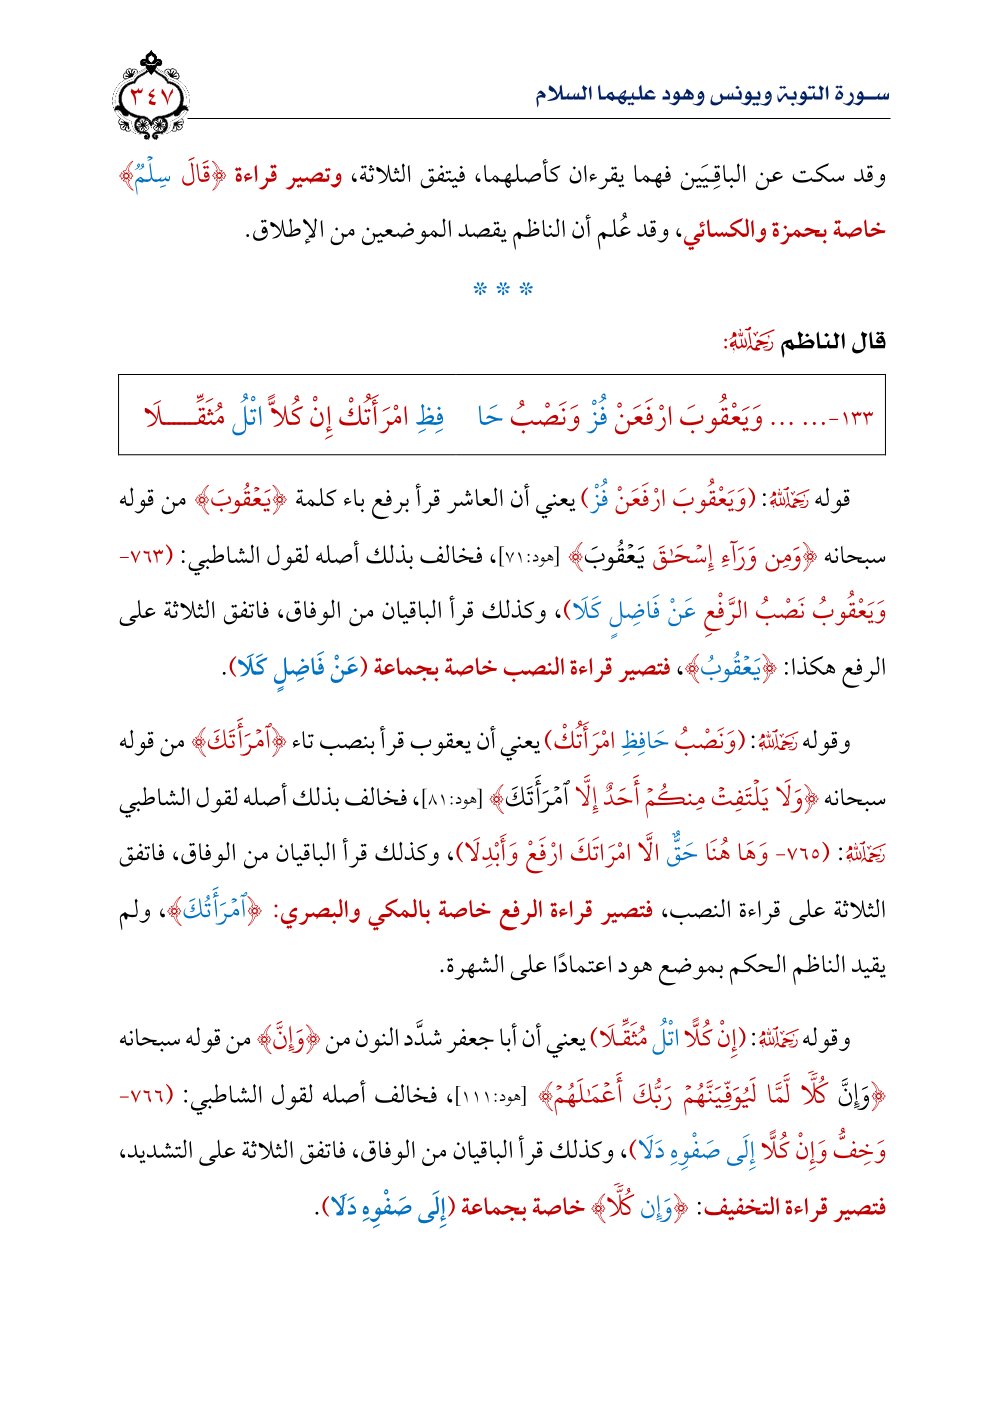 سورة التوبة ويونس وهود عليهما السلام
٣٤٧
وقد سكت عن الباقِيَين فهما يقرءان كأصلهما، فيتفق الثلاثة، وتصير قراءة ﴿قَالَ سِلۡمٌ﴾
خاصة بحمزة والكسائي، وقد عُلم أن الناظم يقصد الموضعين من الإطلاق.
* * *
قال الناظم رَحِمَهُ ٱللَّهُ:
١٣٣-... ... وَيَعْقُوبَ ارْفَعَنْ فُزْ وَنَصْبُ حَا فِظِ امْرَأَتُكْ إِنْ كُلاًّ اتْلُ مُثَقِّـــلَا
قوله رَحِمَهُ ٱللَّهُ: (وَيَعْقُوبَ ارْفَعَنْ فُزْ) يعني أن العاشر قرأ برفع باء كلمة ﴿يَعۡقُوبَ﴾ من قوله
سبحانه ﴿وَمِن وَرَآءِ إِسۡحَٰقَ يَعۡقُوبَ﴾ [هود:٧١]، فخالف بذلك أصله لقول الشاطبي: (٧٦٣-
وَيَعْقُوبُ نَصْبُ الرَّفْعِ عَنْ فَاضِلٍ كَلَا)، وكذلك قرأ الباقيان من الوفاق، فاتفق الثلاثة على
الرفع هكذا: ﴿يَعۡقُوبُ﴾، فتصير قراءة النصب خاصة بجماعة (عَنْ فَاضِلٍ كَلَا).
وقوله رَحِمَهُ ٱللَّهُ: (وَنَصْبُ حَافِظِ امْرَأَتُكْ) يعني أن يعقوب قرأ بنصب تاء ﴿ٱمۡرَأَتَكَ﴾ من قوله
سبحانه ﴿وَلَا يَلۡتَفِتۡ مِنكُمۡ أَحَدٌ إِلَّا ٱمۡرَأَتَكَ﴾ [هود:٨١]، فخالف بذلك أصله لقول الشاطبي
رَحِمَهُ ٱللَّهُ: (٧٦٥- وَهَا هُنَا حَقٌّ الَّا امْرَاتَكَ ارْفَعْ وَأَبْدِلَا)، وكذلك قرأ الباقيان من الوفاق، فاتفق
الثلاثة على قراءة النصب، فتصير قراءة الرفع خاصة بالمكي والبصري: ﴿ٱمۡرَأَتُكَ﴾، ولم
يقيد الناظم الحكم بموضع هود اعتمادًا على الشهرة.
وقوله رَحِمَهُ ٱللَّهُ: (إِنْ كُلًّا اتْلُ مُثَقِّـلَا) يعني أن أبا جعفر شدَّد النون من ﴿وَإِنَّ﴾ من قوله سبحانه
﴿وَإِنَّ كُلّٗا لَّمَّا لَيُوَفِّيَنَّهُمۡ رَبُّكَ أَعۡمَٰلَهُمۡ﴾ [هود:١١١]، فخالف أصله لقول الشاطبي: (٧٦٦-
وَخِفُّ وَإِنْ كُلًّا إِلَى صَفْوِهِ دَلَا)، وكذلك قرأ الباقيان من الوفاق، فاتفق الثلاثة على التشديد،
فتصير قراءة التخفيف: ﴿وَإِن كُلّٗا﴾ خاصة بجماعة (إِلَى صَفْوِهِ دَلَا).